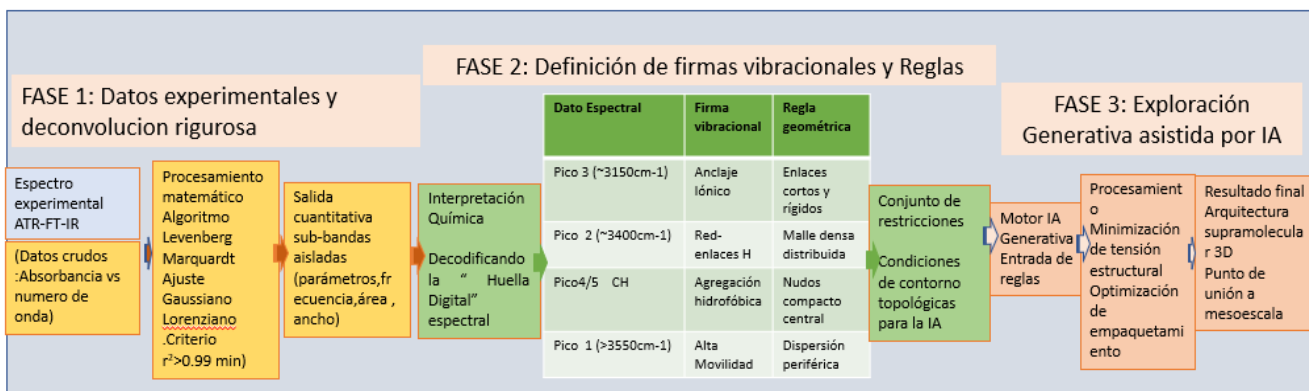 FASE 1: Datos experimentales y
deconvolucion rigurosa
Espectro
experimental
ATR-FT-IR
(Datos crudos
:Absorbancia vs
numero de
onda)
Procesamiento
matemático
Algoritmo
Levenberg
Marquardt
Ajuste
Gaussiano
Lorenziano
.Criterio
r²>0.99 min)
Salida
cuantitativa
sub-bandas
aisladas
(parámetros,fr
ecuencia,área ,
ancho)
FASE 2: Definición de firmas vibracionales y Reglas
Interpretación
Química
Decodificando
la “ Huella
Digital”
espectral
Dato Espectral Firma vibracional Regla geométrica
Pico 3 (~3150cm-1) Anclaje Iónico Enlaces cortos y rígidos
Pico 2 (~3400cm-1) Red-enlaces H Malle densa distribuida
Pico4/5 CH Agregación hidrofóbica Nudos compacto central
Pico 1 (>3550cm-1) Alta Movilidad Dispersión periférica
Conjunto de
restricciones
Condiciones
de contorno
topológicas
para la IA
FASE 3: Exploración
Generativa asistida por IA
Motor IA
Generativa
Entrada de
reglas
Procesamient
o
Minimización
de tensión
estructural
Optimización
de
empaquetami
ento
Resultado final
Arquitectura
supramolecula
r 3D
Punto de
unión a
mesoescala